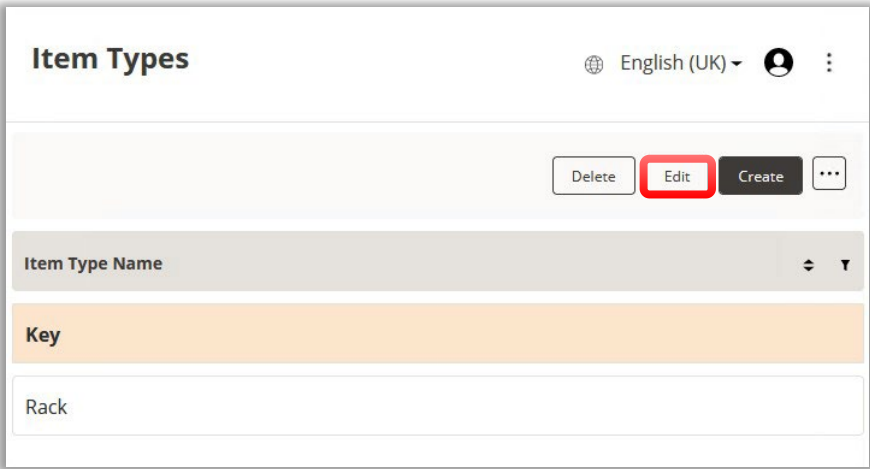 Item Types
English (UK)
Delete Edit Create
Item Type Name
Key
Rack